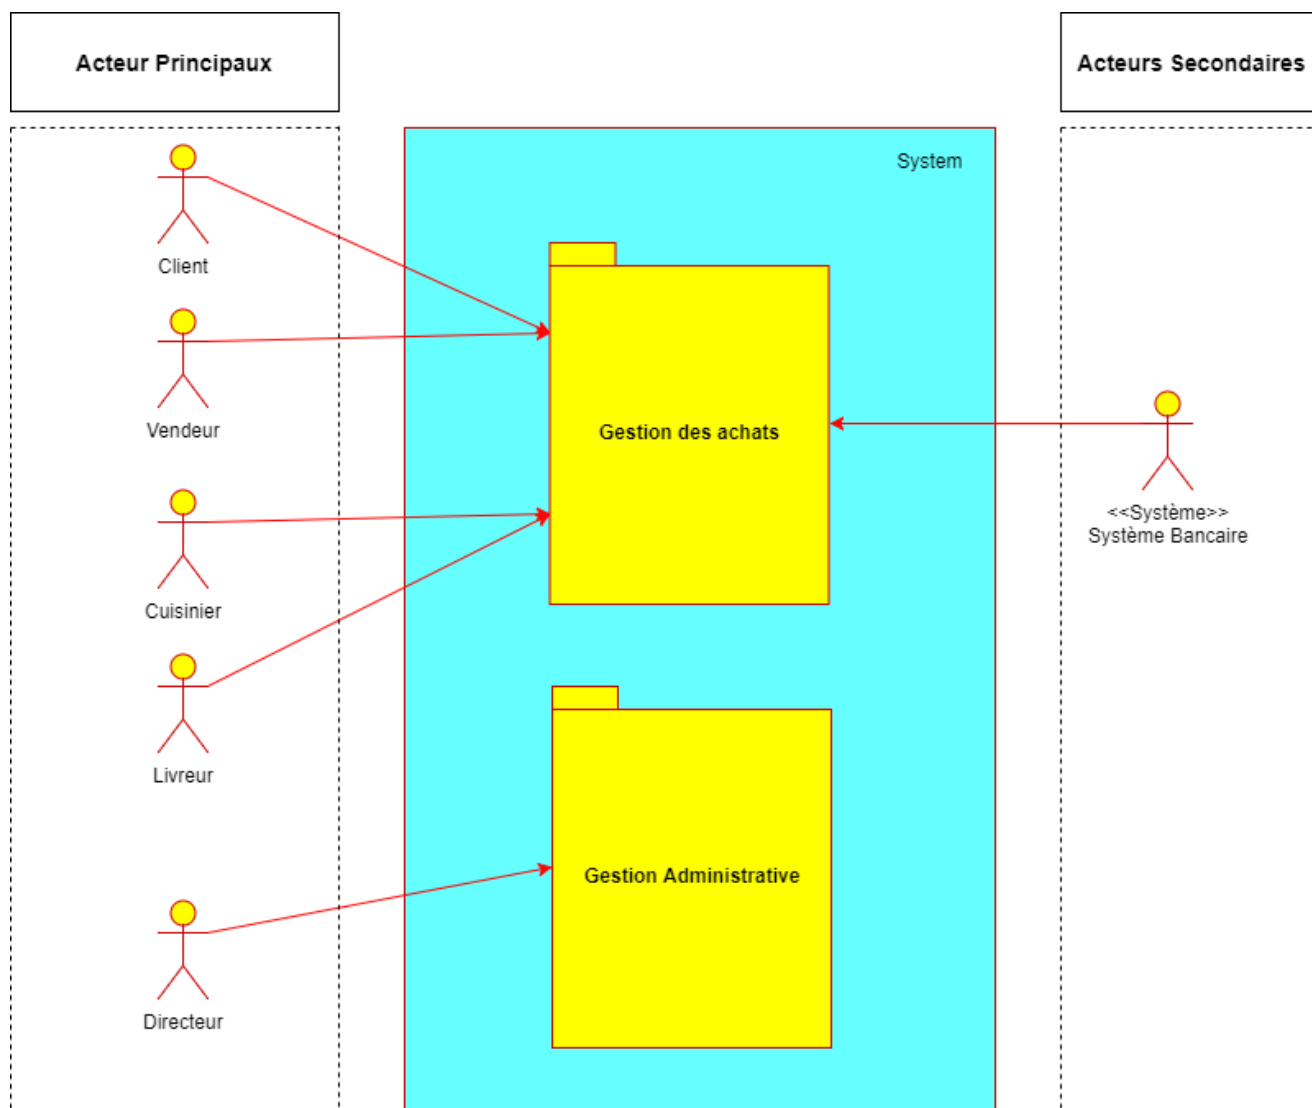 Acteur Principaux
Acteurs Secondaires
System
Client
Vendeur
Gestion des achats
<<Système>>
Système Bancaire
Cuisinier
Livreur
Gestion Administrative
Directeur